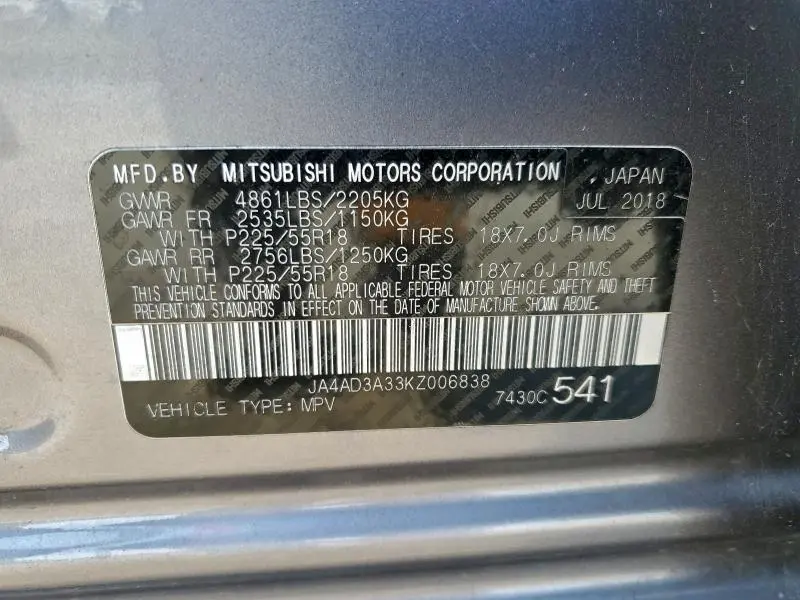 MFD.BY MITSUBISHI MOTORS CORPORATION , JAPAN
GVWR 4861LBS/2205KG JUL 2018
GAWR FR 2535LBS/1150KG
WITH P225/55R18 TIRES 18X7.0J RIMS
GAWR RR 2756LBS/1250KG
WITH P225/55R18 TIRES 18X7.0J RIMS
THIS VEHICLE CONFORMS TO ALL APPLICABLE FEDERAL MOTOR VEHICLE SAFETY AND THEFT
PREVENTION STANDARDS IN EFFECT ON THE DATE OF MANUFACTURE SHOWN ABOVE.
JA4AD3A33KZ006838
VEHICLE TYPE: MPV 7430C 541